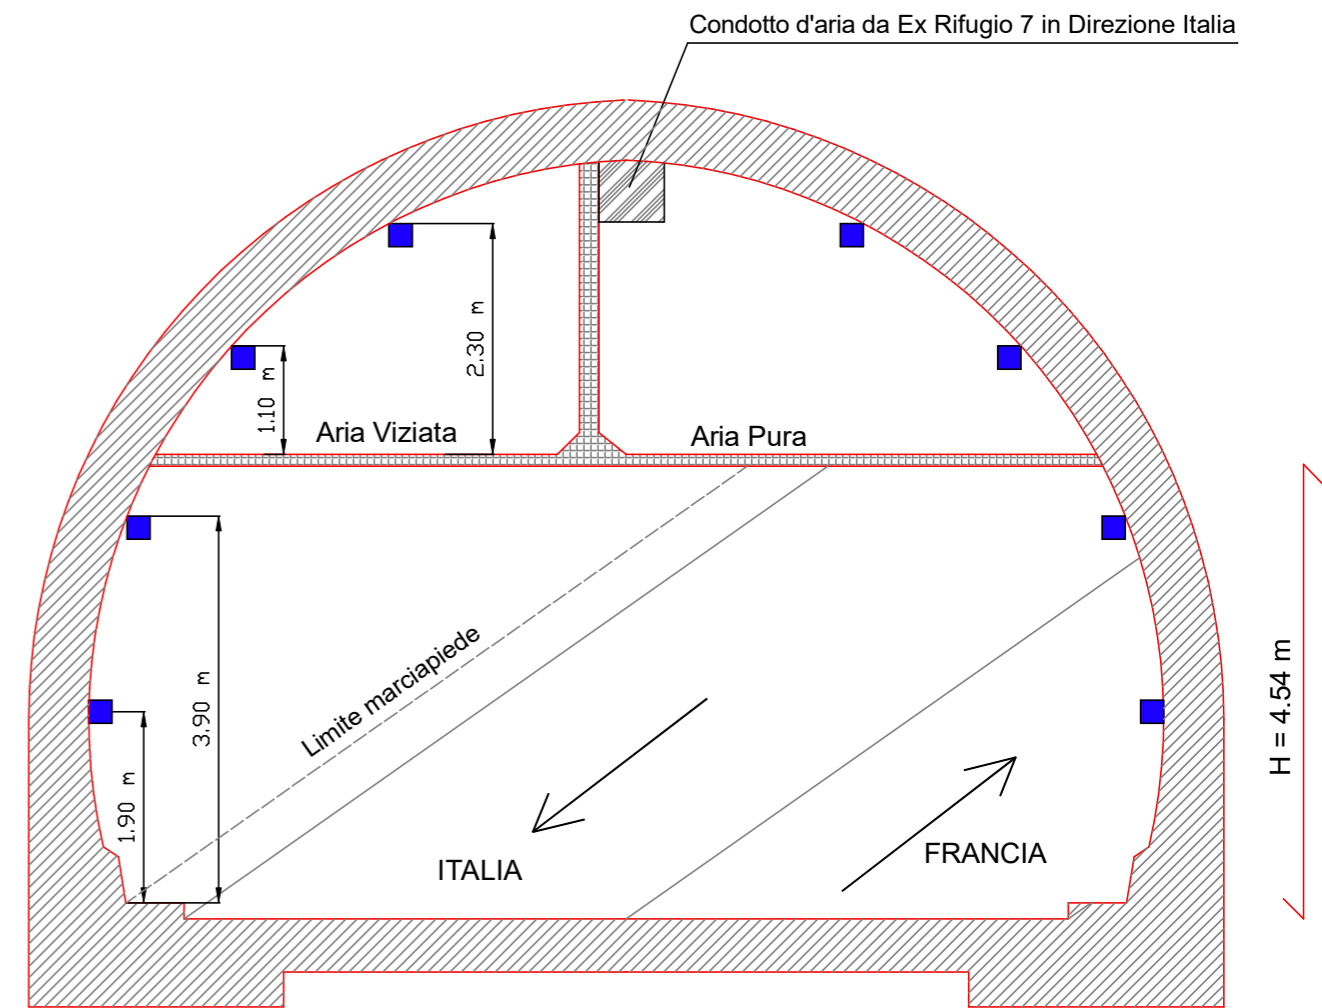 Condotto d'aria da Ex Rifugio 7 in Direzione Italia
2.30 m
1.10 m
Aria Viziata
Aria Pura
3.90 m
Limite marciapiede
1.90 m
H = 4.54 m
ITALIA
FRANCIA